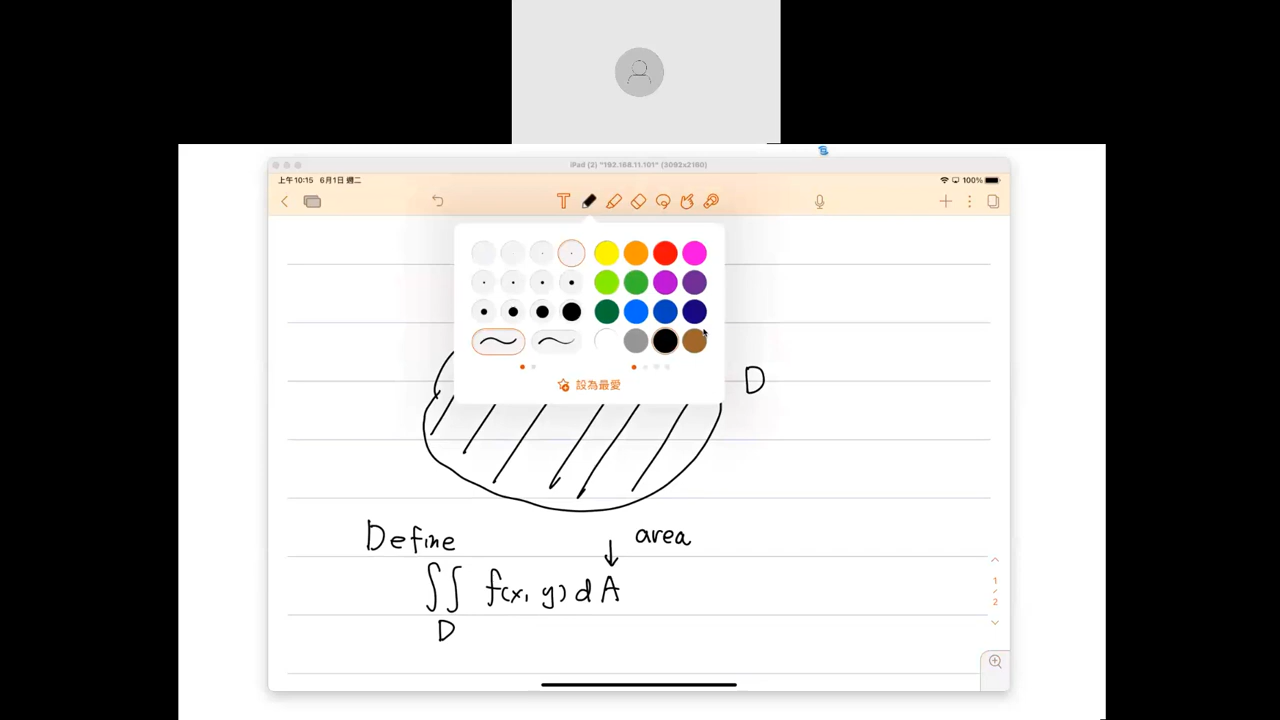 iPad (2) "192.168.11.101" (3092x2160)
上午10:15 6月1日 週二
100%
T
設為最愛
D
Define
area
∬ f(x, y) d A
D
1
/
2